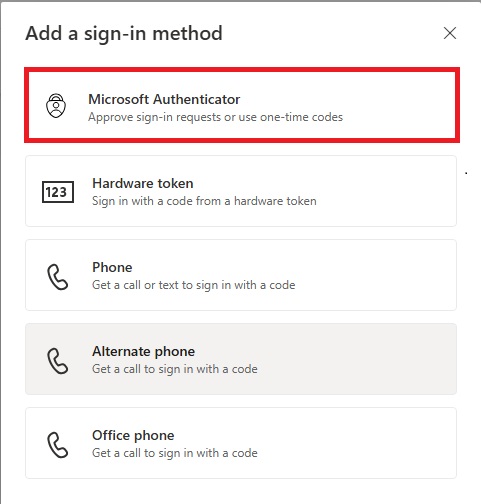 Add a sign-in method
Microsoft Authenticator
Approve sign-in requests or use one-time codes
123
Hardware token
Sign in with a code from a hardware token
Phone
Get a call or text to sign in with a code
Alternate phone
Get a call to sign in with a code
Office phone
Get a call to sign in with a code